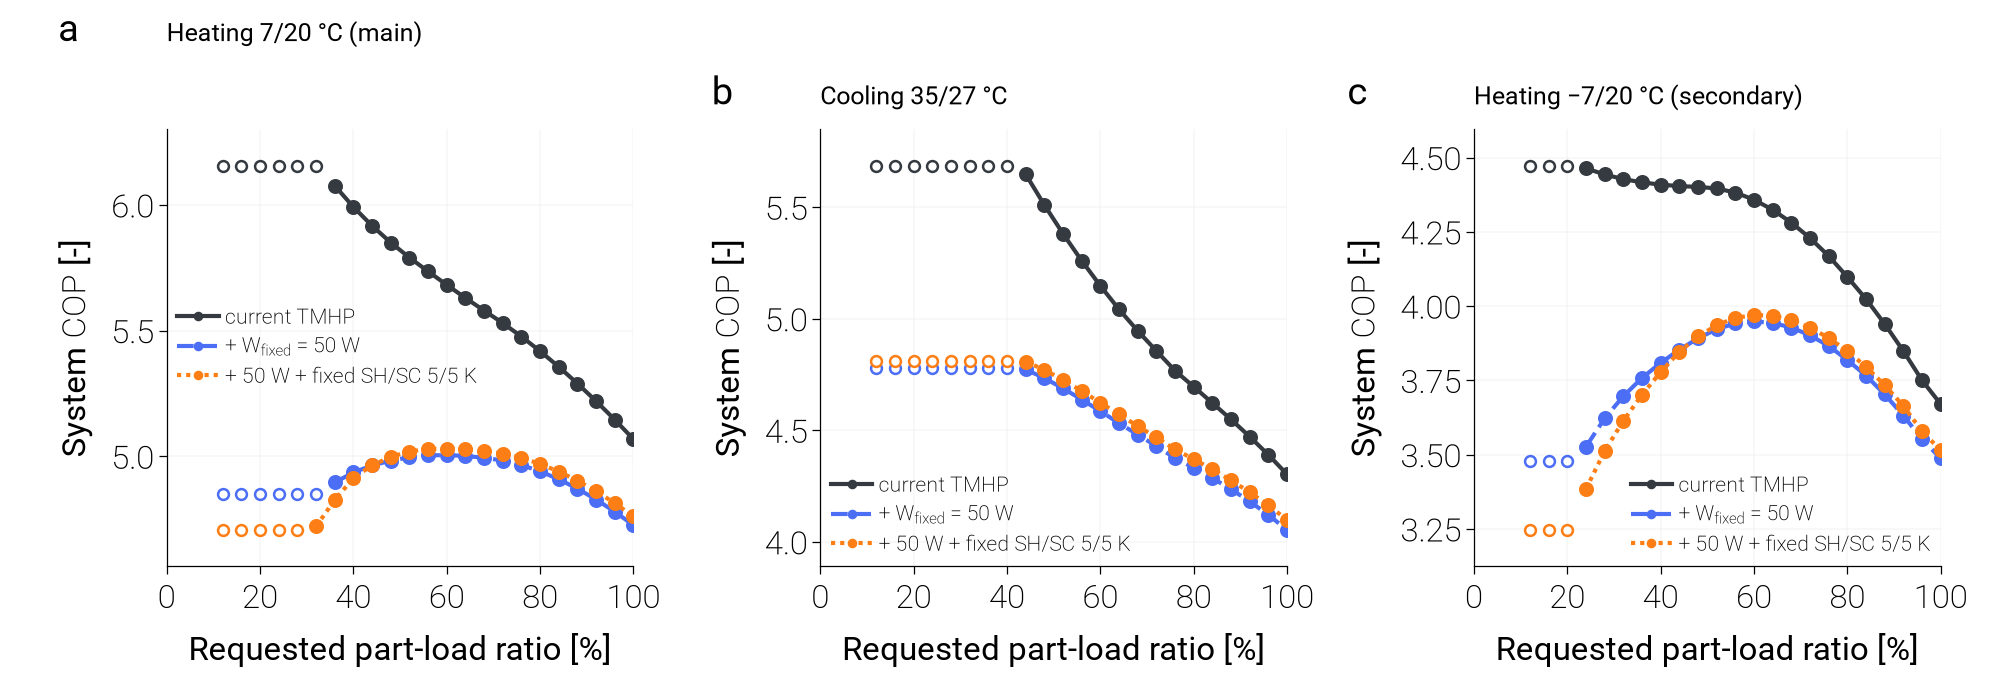 a
Heating 7/20 °C (main)
System COP [-]
6.0
5.5
5.0
current TMHP
+ Wfixed = 50 W
+ 50 W + fixed SH/SC 5/5 K
0 20 40 60 80 100
Requested part-load ratio [%]
b
Cooling 35/27 °C
System COP [-]
5.5
5.0
4.5
4.0
current TMHP
+ Wfixed = 50 W
+ 50 W + fixed SH/SC 5/5 K
0 20 40 60 80 100
Requested part-load ratio [%]
c
Heating −7/20 °C (secondary)
System COP [-]
4.50
4.25
4.00
3.75
3.50
3.25
current TMHP
+ Wfixed = 50 W
+ 50 W + fixed SH/SC 5/5 K
0 20 40 60 80 100
Requested part-load ratio [%]